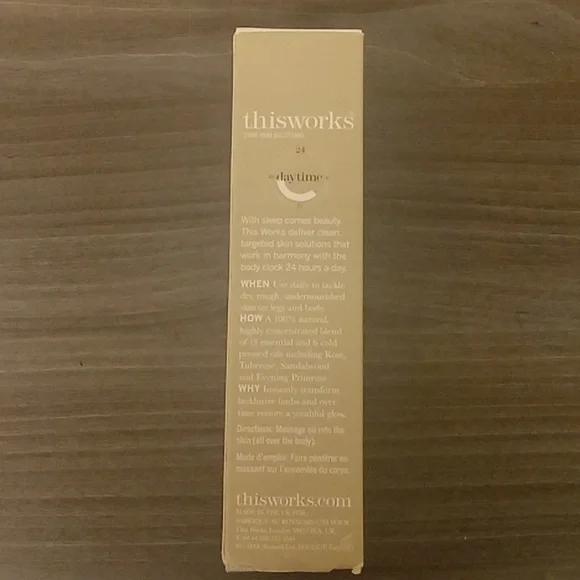 thisworks
24
daytime
With sleep comes beauty.
This Works deliver clean,
targeted skin solutions that
work in harmony with the
body clock 24 hours a day.
WHEN Use daily to tackle
dry, rough, undernourished
skin on legs and body.
HOW A 100% natural,
highly concentrated blend
of 18 essential and 6 cold
pressed oils including Rose,
Tuberose, Sandalwood
and Evening Primrose
WHY Instantly transform
lacklustre limbs and over
time restore a youthful glow.
Directions: Massage oil into the
skin (all over the body).
Mode d'emploi: Faire pénétrer en
massant sur l'ensemble du corps.
thisworks.com
MADE IN THE UK FOR